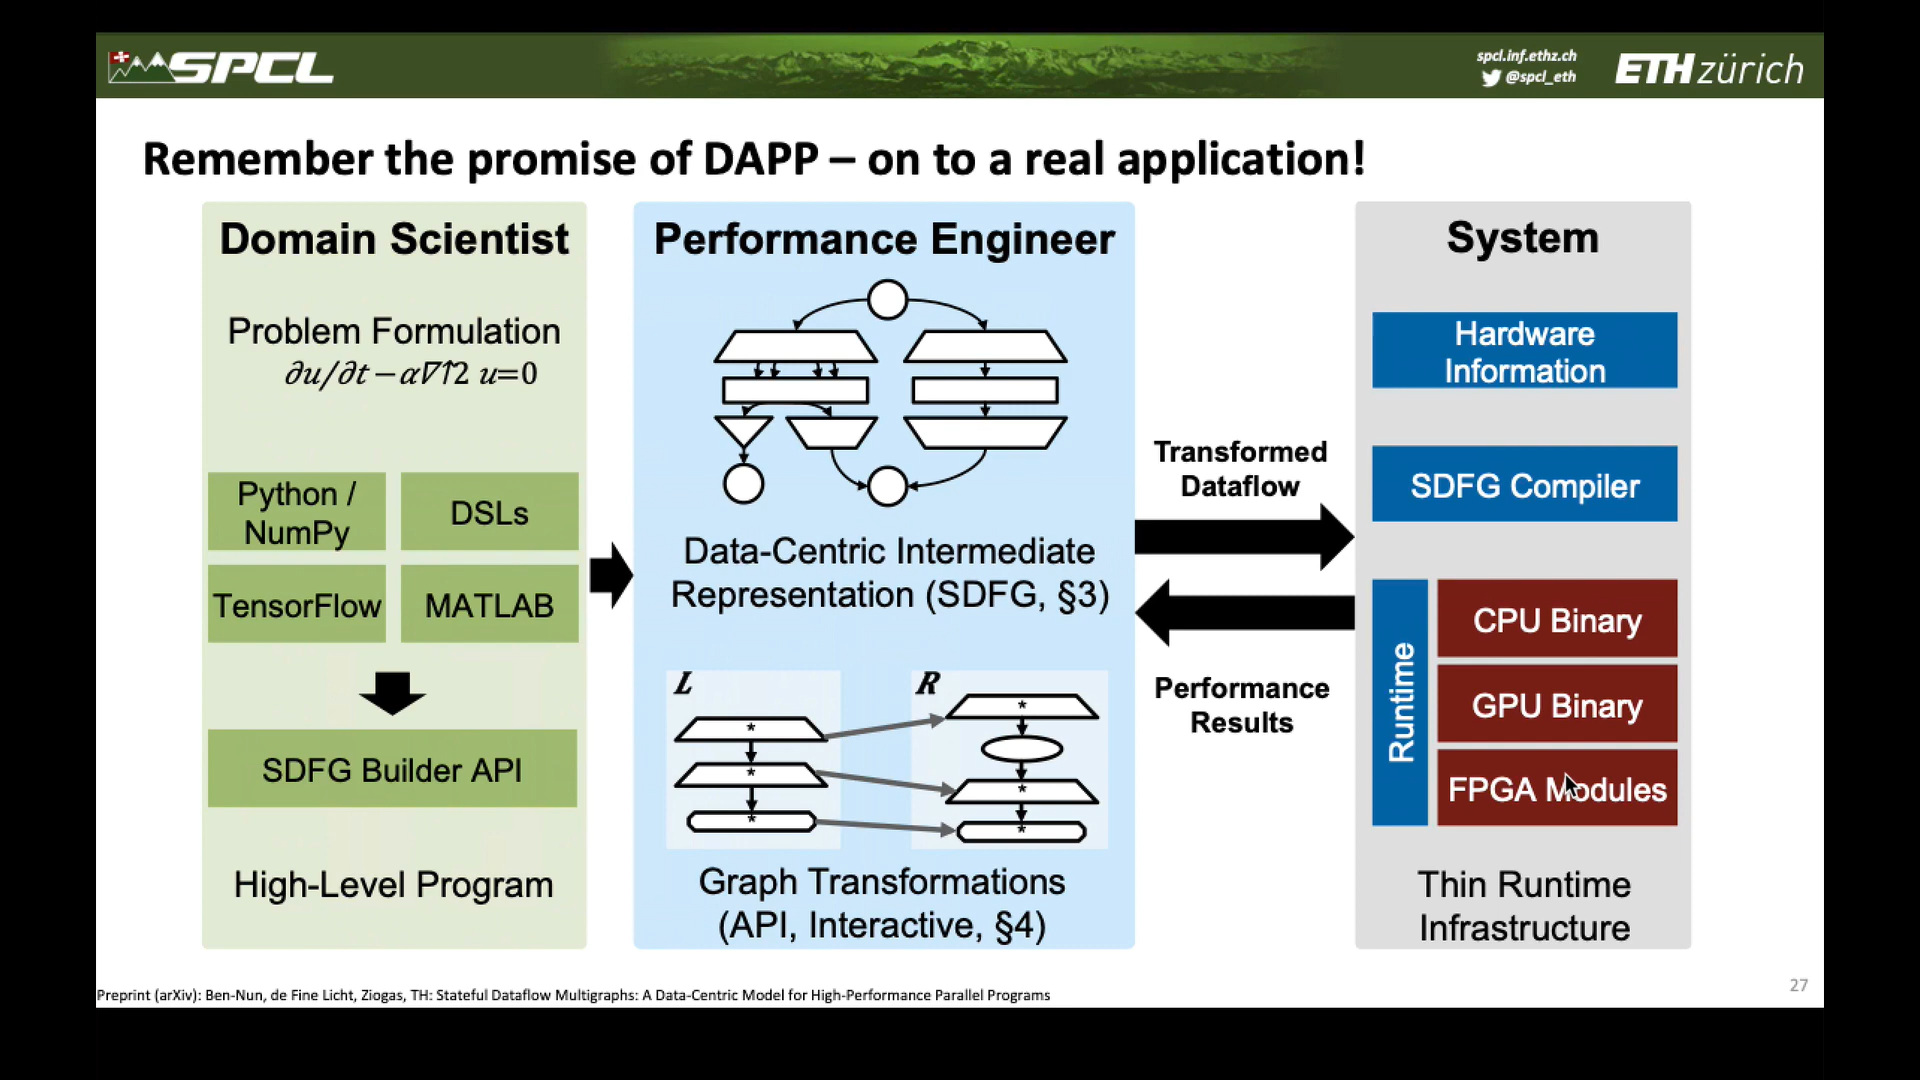 SPCL
spcl.inf.ethz.ch
@spcl_eth
ETH zürich
Remember the promise of DAPP – on to a real application!
Domain Scientist
Problem Formulation
∂u/∂t − α∇↑2 u=0
Python /
NumPy
DSLs
TensorFlow
MATLAB
SDFG Builder API
High-Level Program
Performance Engineer
Data-Centric Intermediate
Representation (SDFG, §3)
L
R
*
*
*
*
*
*
Graph Transformations
(API, Interactive, §4)
Transformed
Dataflow
Performance
Results
System
Hardware
Information
SDFG Compiler
Runtime
CPU Binary
GPU Binary
FPGA Modules
Thin Runtime
Infrastructure
Preprint (arXiv): Ben-Nun, de Fine Licht, Ziogas, TH: Stateful Dataflow Multigraphs: A Data-Centric Model for High-Performance Parallel Programs
27